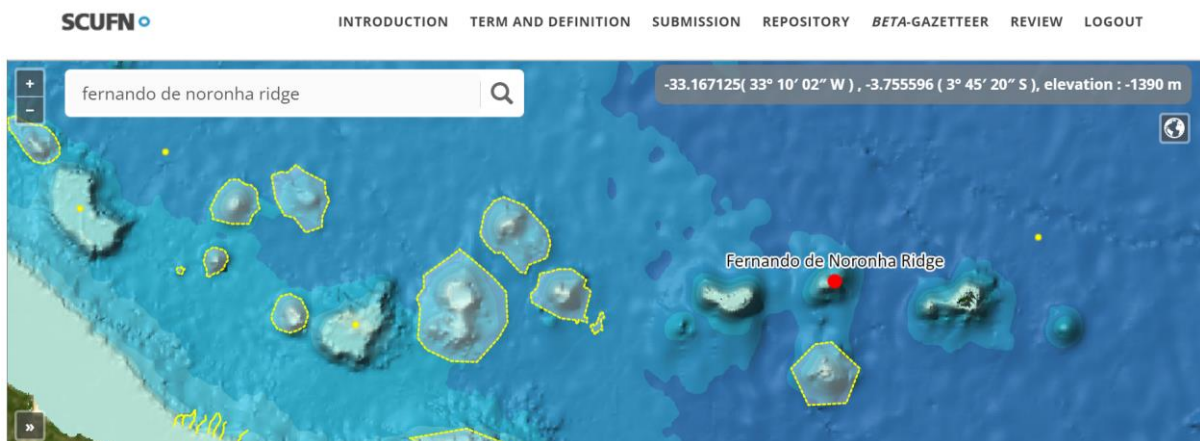 SCUFN
INTRODUCTION TERM AND DEFINITION SUBMISSION REPOSITORY BETA-GAZETTEER REVIEW LOGOUT
+
fernando de noronha ridge
-33.167125( 33° 10′ 02″ W ) , -3.755596 ( 3° 45′ 20″ S ), elevation : -1390 m
−
Fernando de Noronha Ridge
»